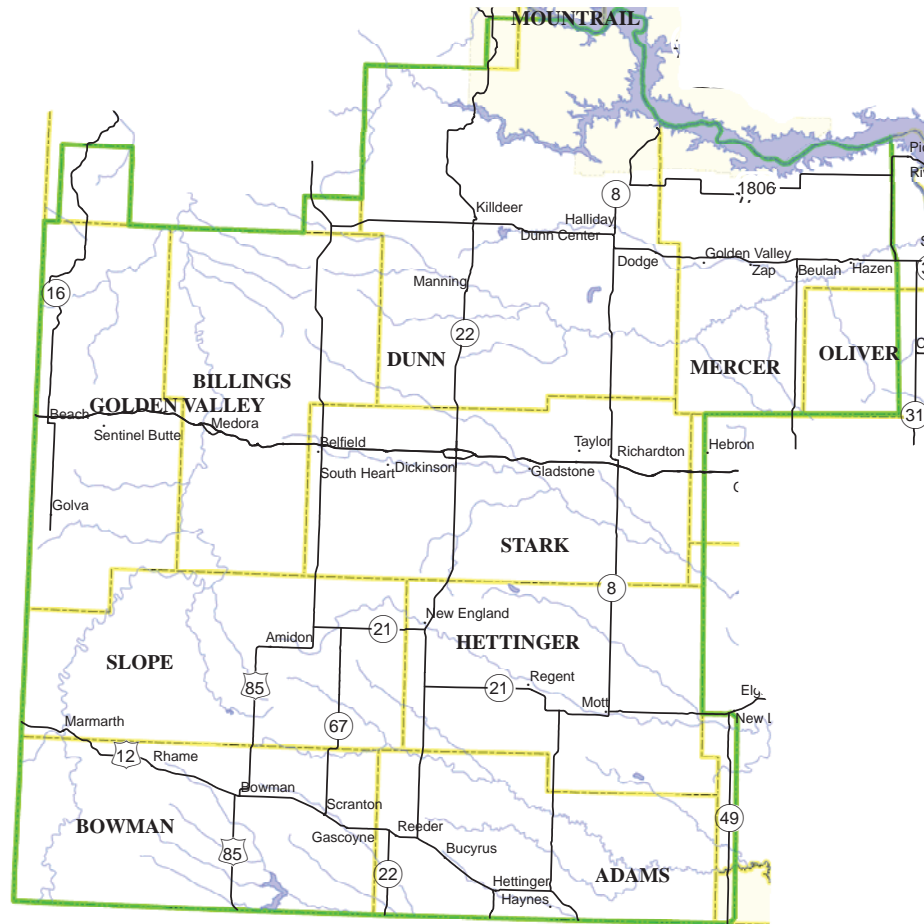 MOUNTRAIL
1806
8
Killdeer
Halliday
Dunn Center
Golden Valley
Dodge
Zap
Beulah
Hazen
Manning
16
22
DUNN
MERCER
OLIVER
BILLINGS
GOLDEN VALLEY
Beach
31
Sentinel Butte
Medora
Belfield
Taylor
Richardton
Hebron
South Heart
Dickinson
Gladstone
Golva
STARK
8
New England
21
Amidon
HETTINGER
SLOPE
Regent
85
21
Mott
67
Marmarth
12
Rhame
Bowman
Scranton
49
BOWMAN
Gascoyne
Reeder
85
Bucyrus
22
Hettinger
ADAMS
Haynes